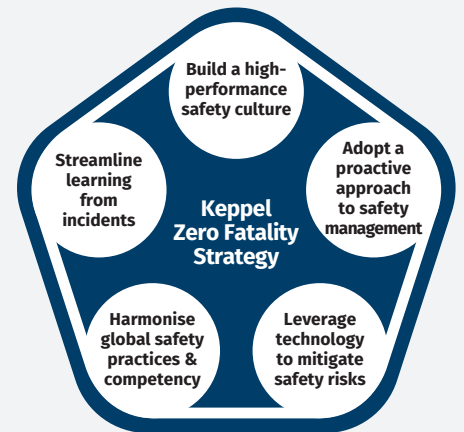 Build a high-
performance
safety culture
Adopt a
proactive
approach
to safety
management
Leverage
technology
to mitigate
safety risks
Harmonise
global safety
practices &
competency
Streamline
learning
from
incidents
Keppel
Zero Fatality
Strategy